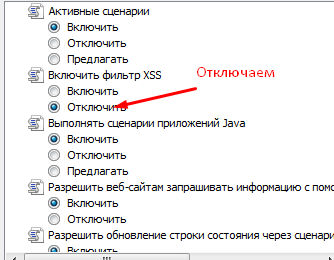 Активные сценарии
Включить
Отключить
Предлагать
Включить фильтр XSS
Отключаем
Включить
Отключить
Выполнять сценарии приложений Java
Включить
Отключить
Предлагать
Разрешить веб-сайтам запрашивать информацию с помо
Включить
Отключить
Разрешить обновление строки состояния через сценари
Включить